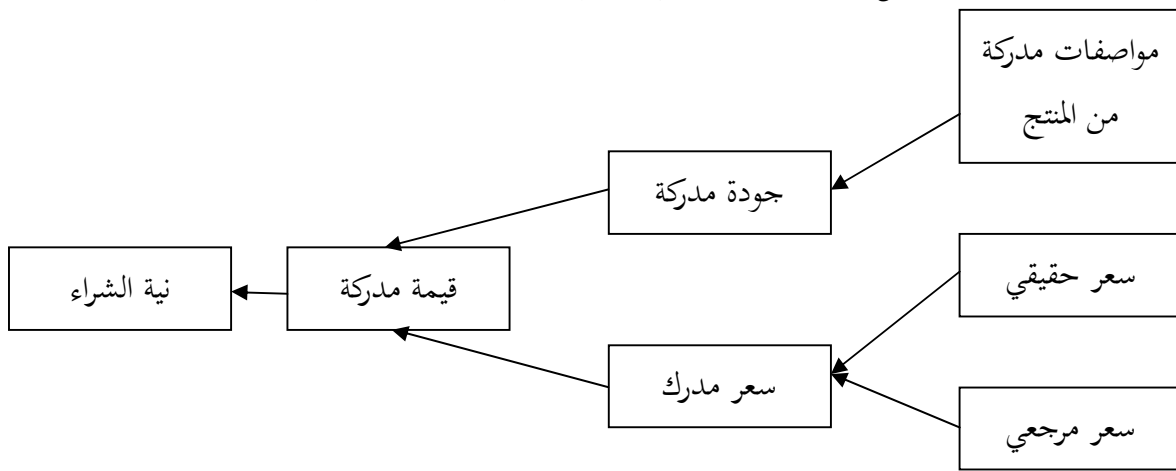 مواصفات مدركة
من المنتج
جودة مدركة
سعر حقيقي
قيمة مدركة
نية الشراء
سعر مدرك
سعر مرجعي